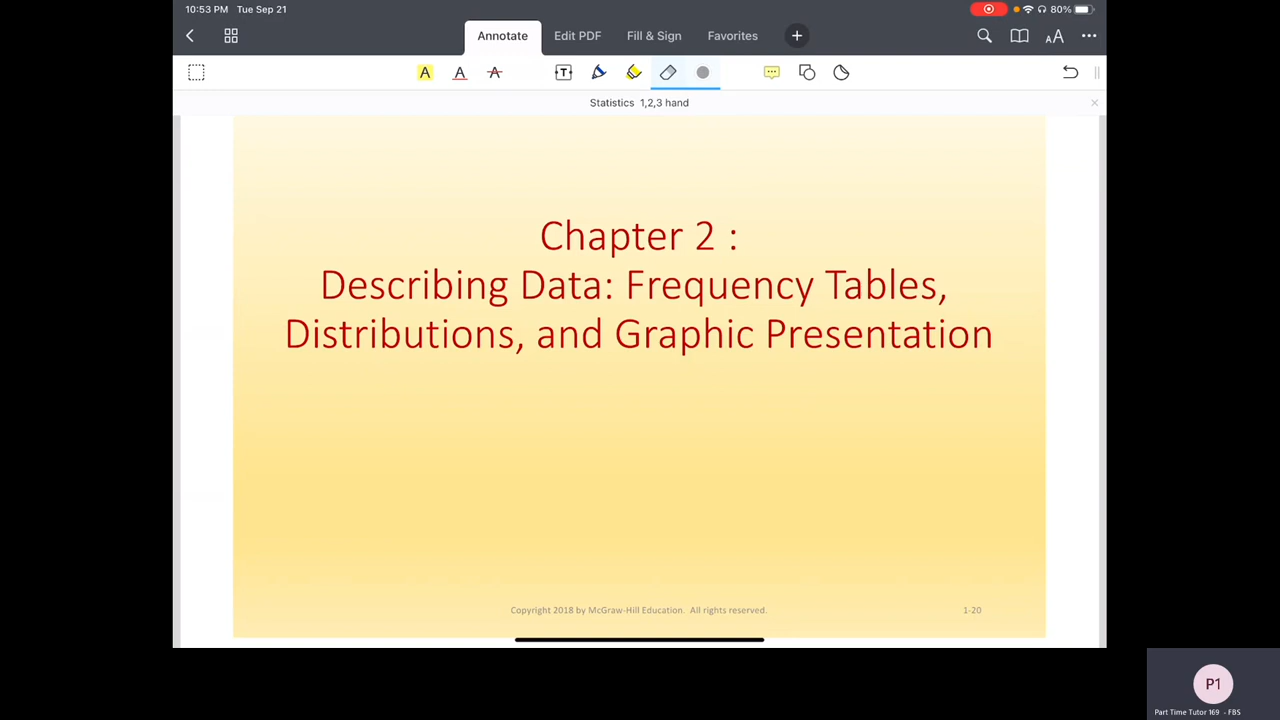 10:53 PM Tue Sep 21
80%
Annotate
Edit PDF
Fill & Sign
Favorites
Statistics 1,2,3 hand
Chapter 2 :
Describing Data: Frequency Tables,
Distributions, and Graphic Presentation
Copyright 2018 by McGraw-Hill Education. All rights reserved.
1-20
P1
Part Time Tutor 169 - FBS